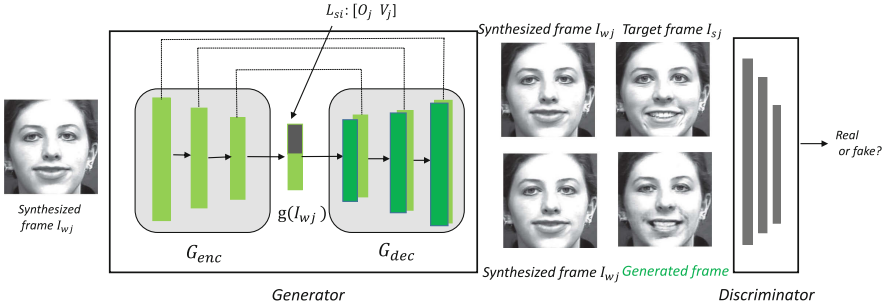 L_si: [O_j V_j]
Synthesized frame I_wj
Target frame I_sj
Synthesized
frame I_wj
g(I_wj)
G_enc
G_dec
Real
or fake?
Synthesized frame I_wj
Generated frame
Generator
Discriminator